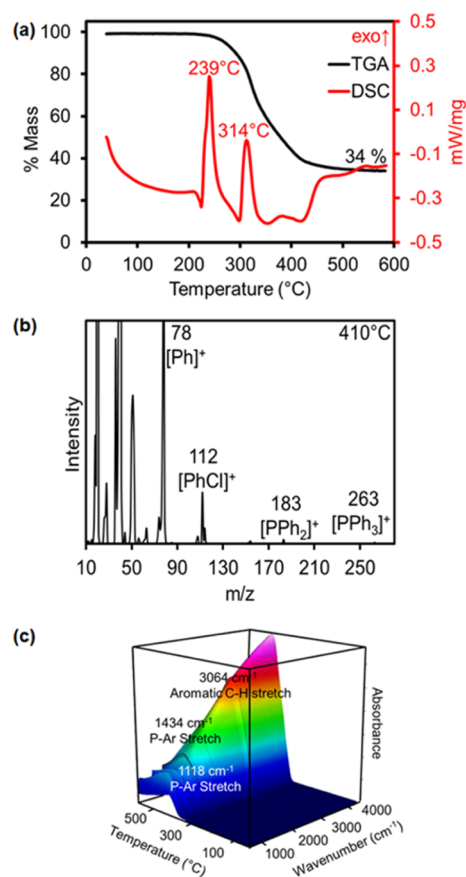 (a)
exo↑
TGA
DSC
239°C
314°C
34 %
100
80
60
40
20
0
% Mass
0.5
0.3
0.1
-0.1
-0.3
-0.5
mW/mg
0 100 200 300 400 500 600
Temperature (°C)
(b)
78
[Ph]⁺
410°C
112
[PhCl]⁺
183
[PPh₂]⁺
263
[PPh₃]⁺
Intensity
10 50 90 130 170 210 250
m/z
(c)
3064 cm⁻¹
Aromatic C-H stretch
1434 cm⁻¹
P-Ar Stretch
1118 cm⁻¹
P-Ar Stretch
Absorbance
500
300
100
Temperature (°C)
1000
2000
3000
4000
Wavenumber (cm⁻¹)